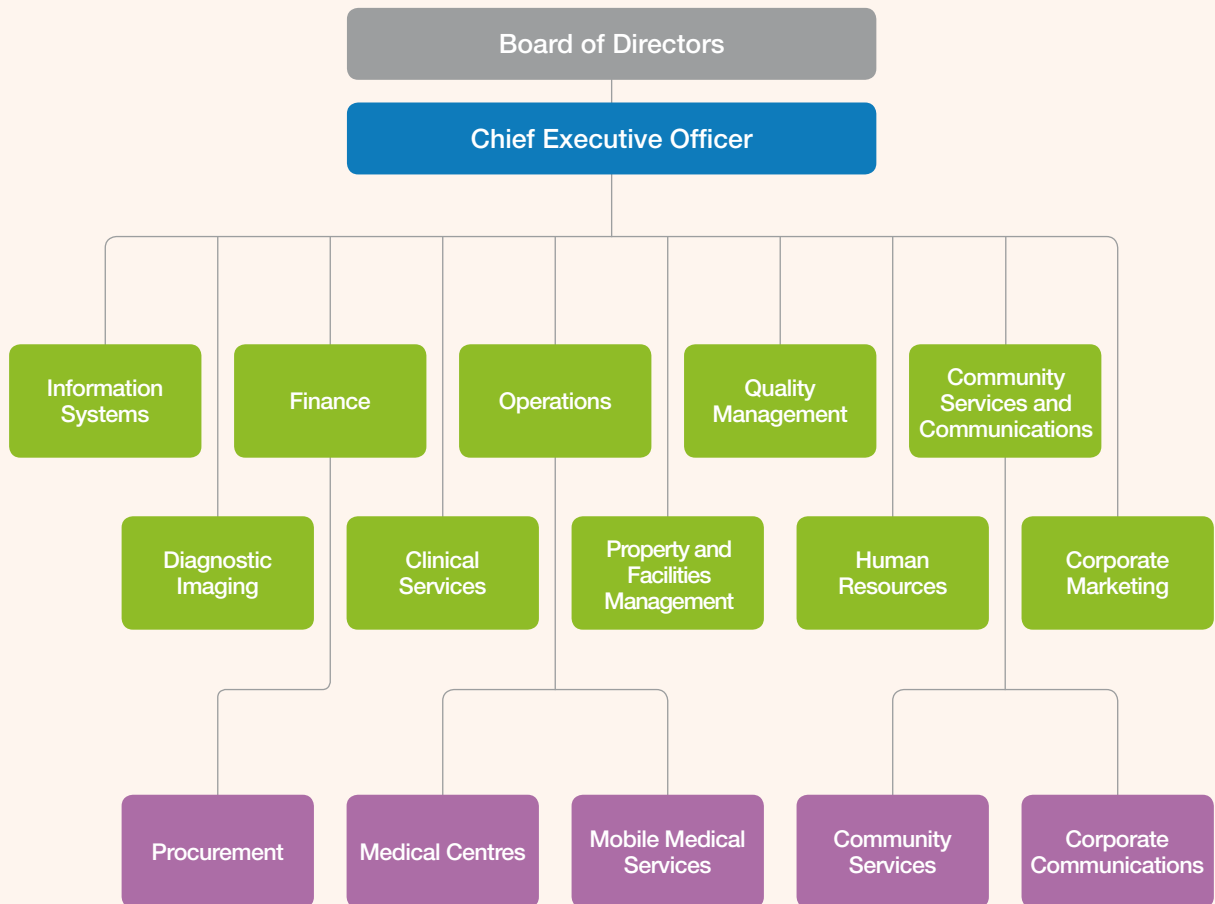 Board of Directors
Chief Executive Officer
Information
Systems
Finance
Operations
Quality
Management
Community
Services and
Communications
Diagnostic
Imaging
Clinical
Services
Property and
Facilities
Management
Human
Resources
Corporate
Marketing
Procurement
Medical Centres
Mobile Medical
Services
Community
Services
Corporate
Communications